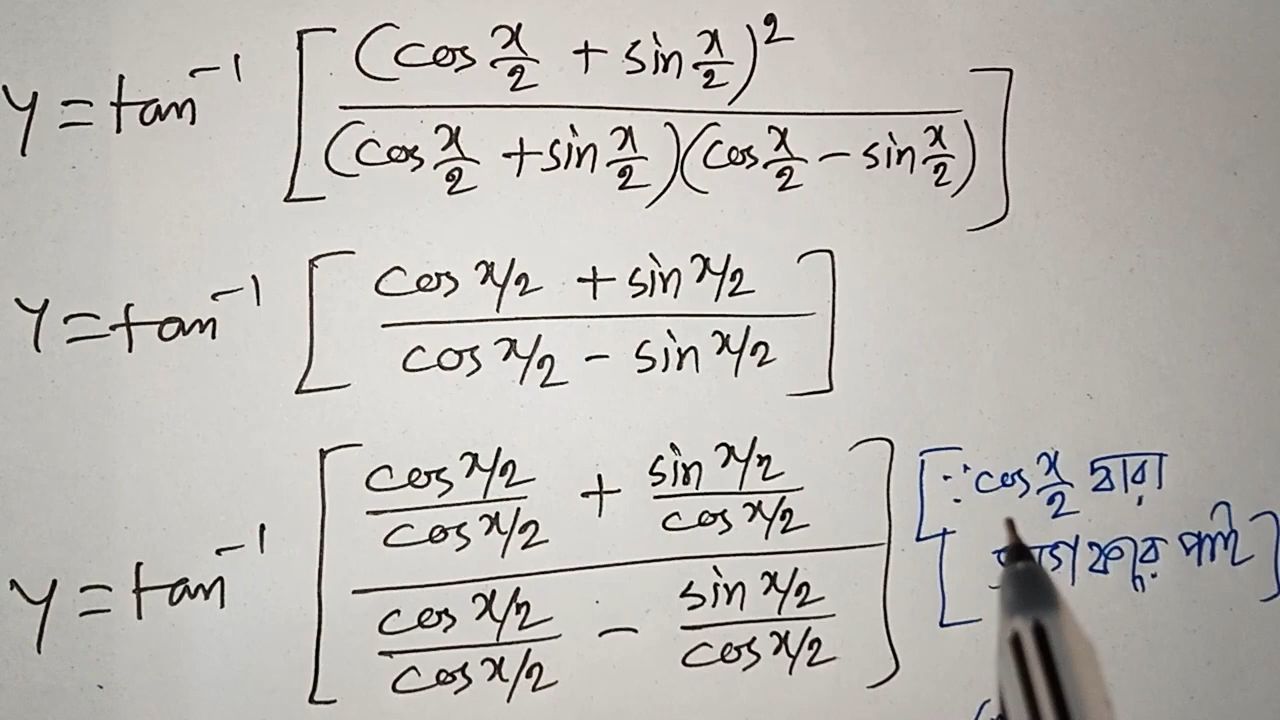 y = tan⁻¹ [ (cos x/2 + sin x/2)² / (cos x/2 + sin x/2)(cos x/2 − sin x/2) ]
y = tan⁻¹ [ cos x/2 + sin x/2 / cos x/2 − sin x/2 ]
y = tan⁻¹ [ cos x/2 / cos x/2 + sin x/2 / cos x/2 / cos x/2 / cos x/2 − sin x/2 / cos x/2 ]
[∵ cos x/2 দ্বারা
করে পাই]